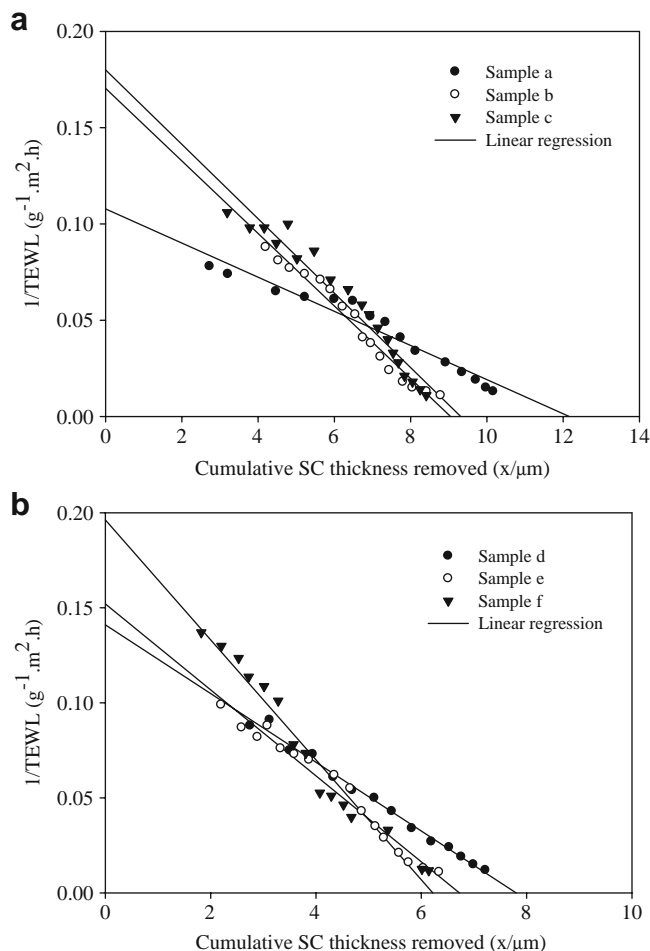 a
0.20
Sample a
Sample b
Sample c
Linear regression
0.15
0.10
0.05
0.00
1/TEWL (g⁻¹.m².h)
0 2 4 6 8 10 12 14
Cumulative SC thickness removed (x/μm)
b
0.20
Sample d
Sample e
Sample f
Linear regression
0.15
0.10
0.05
0.00
1/TEWL (g⁻¹.m².h)
0 2 4 6 8 10
Cumulative SC thickness removed (x/μm)